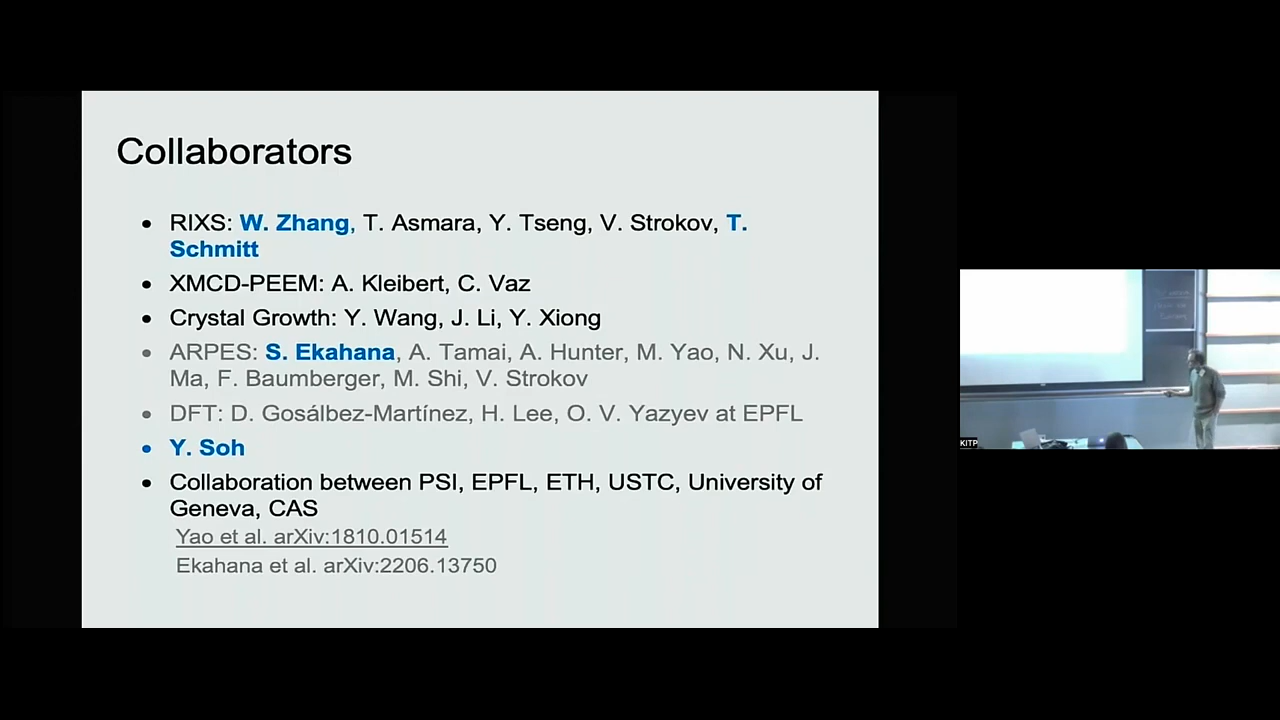 Collaborators
• RIXS: W. Zhang, T. Asmara, Y. Tseng, V. Strokov, T.
Schmitt
• XMCD-PEEM: A. Kleibert, C. Vaz
• Crystal Growth: Y. Wang, J. Li, Y. Xiong
• ARPES: S. Ekahana, A. Tamai, A. Hunter, M. Yao, N. Xu, J.
Ma, F. Baumberger, M. Shi, V. Strokov
• DFT: D. Gosálbez-Martínez, H. Lee, O. V. Yazyev at EPFL
• Y. Soh
• Collaboration between PSI, EPFL, ETH, USTC, University of
Geneva, CAS
Yao et al. arXiv:1810.01514
Ekahana et al. arXiv:2206.13750
KITP